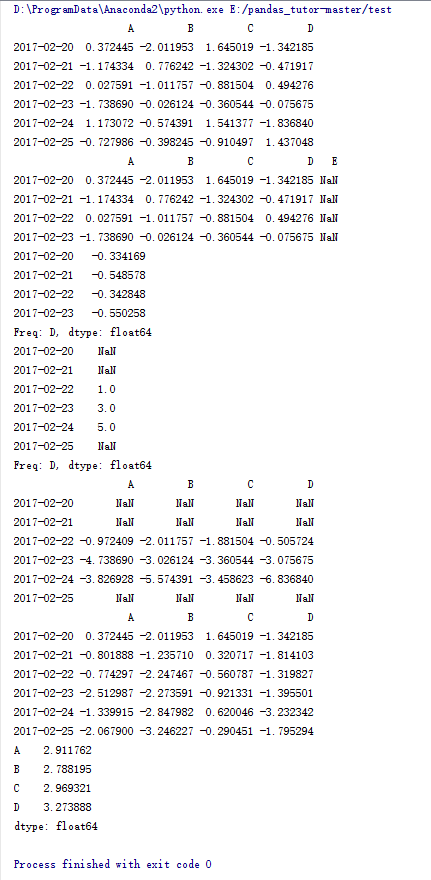 D:\ProgramData\Anaconda2\python.exe E:/pandas_tutor-master/test
                   A         B         C         D
2017-02-20  0.372445 -2.011953  1.645019 -1.342185
2017-02-21 -1.174334  0.776242 -1.324302 -0.471917
2017-02-22  0.027591 -1.011757 -0.881504  0.494276
2017-02-23 -1.738690 -0.026124 -0.360544 -0.075675
2017-02-24  1.173072 -0.574391  1.541377 -1.836840
2017-02-25 -0.727986 -0.398245 -0.910497  1.437048
                   A         B         C         D   E
2017-02-20  0.372445 -2.011953  1.645019 -1.342185 NaN
2017-02-21 -1.174334  0.776242 -1.324302 -0.471917 NaN
2017-02-22  0.027591 -1.011757 -0.881504  0.494276 NaN
2017-02-23 -1.738690 -0.026124 -0.360544 -0.075675 NaN
2017-02-20   -0.334169
2017-02-21   -0.548578
2017-02-22   -0.342848
2017-02-23   -0.550258
Freq: D, dtype: float64
2017-02-20    NaN
2017-02-21    NaN
2017-02-22    1.0
2017-02-23    3.0
2017-02-24    5.0
2017-02-25    NaN
Freq: D, dtype: float64
                   A         B         C         D
2017-02-20       NaN       NaN       NaN       NaN
2017-02-21       NaN       NaN       NaN       NaN
2017-02-22 -0.972409 -2.011757 -1.881504 -0.505724
2017-02-23 -4.738690 -3.026124 -3.360544 -3.075675
2017-02-24 -3.826928 -5.574391 -3.458623 -6.836840
2017-02-25       NaN       NaN       NaN       NaN
                   A         B         C         D
2017-02-20  0.372445 -2.011953  1.645019 -1.342185
2017-02-21 -0.801888 -1.235710  0.320717 -1.814103
2017-02-22 -0.774297 -2.247467 -0.560787 -1.319827
2017-02-23 -2.512987 -2.273591 -0.921331 -1.395501
2017-02-24 -1.339915 -2.847982  0.620046 -3.232342
2017-02-25 -2.067900 -3.246227 -0.290451 -1.795294
A    2.911762
B    2.788195
C    2.969321
D    3.273888
dtype: float64
Process finished with exit code 0